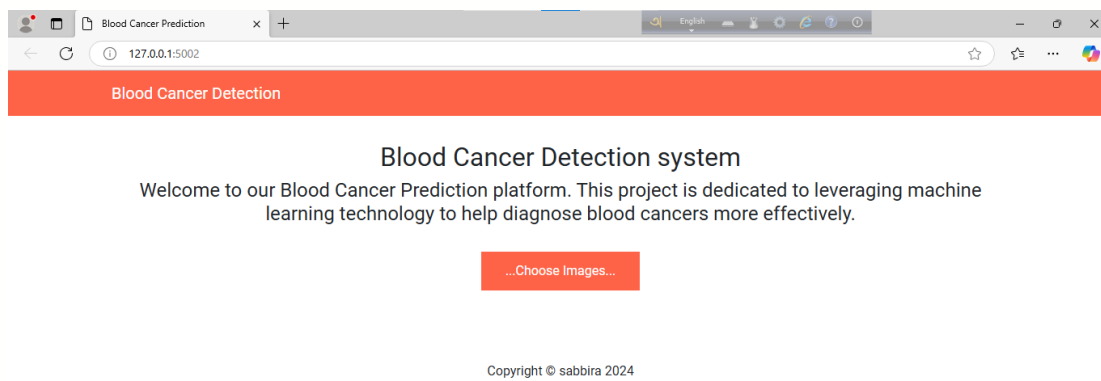 Blood Cancer Prediction
English
127.0.0.1:5002
Blood Cancer Detection
Blood Cancer Detection system
Welcome to our Blood Cancer Prediction platform. This project is dedicated to leveraging machine
learning technology to help diagnose blood cancers more effectively.
...Choose Images...
Copyright © sabbira 2024